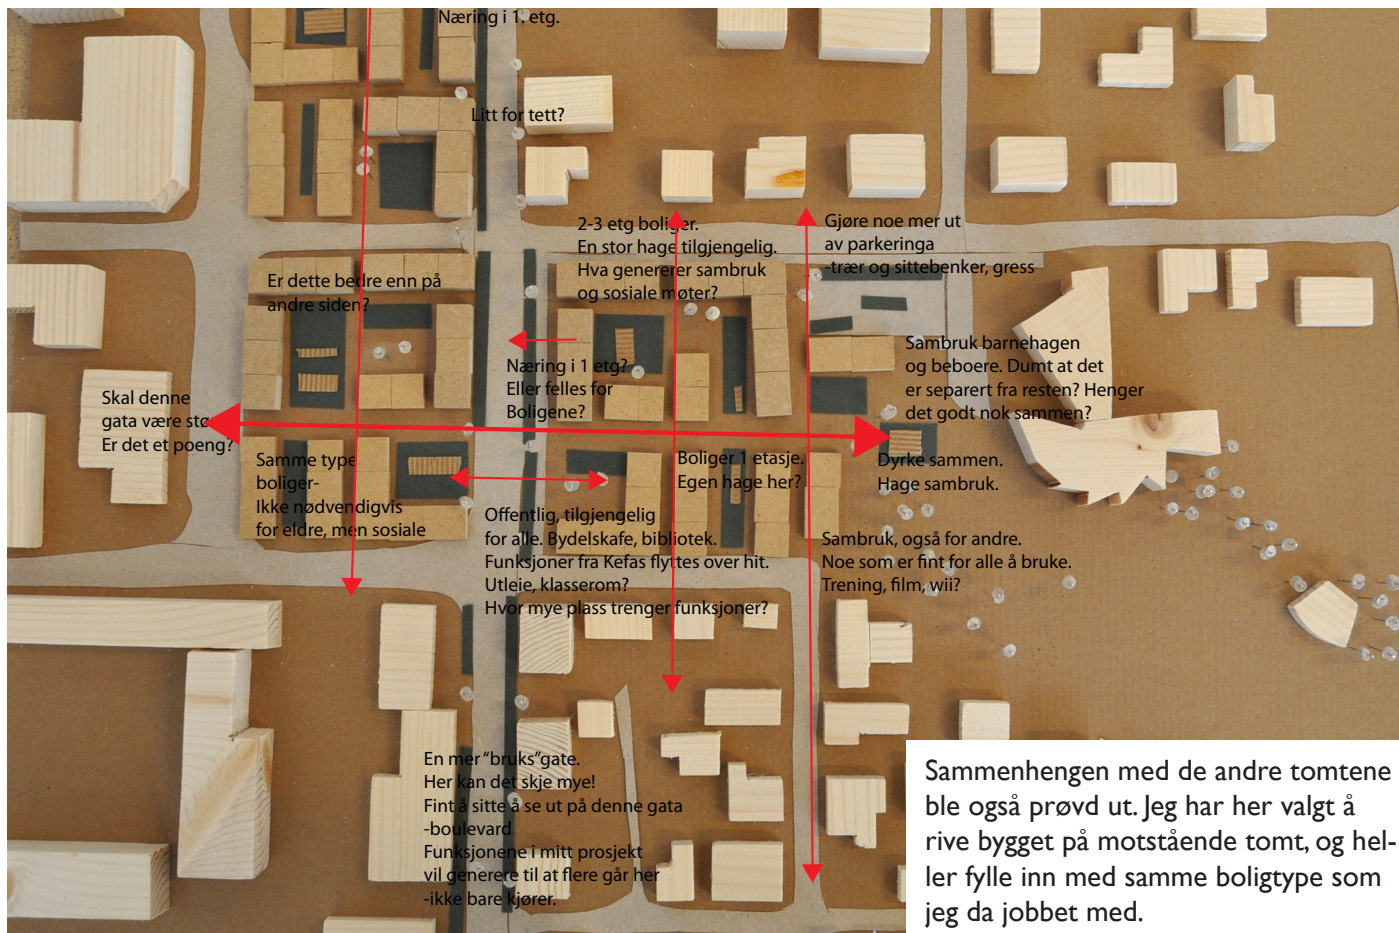 Næring i 1. etg.
Litt for tett?
2-3 etg boliger.
En stor hage tilgjengelig.
Hva genererer sambruk
og sosiale møter?
Gjøre noe mer ut
av parkeringa
-trær og sittebenker, gress
Er dette bedre enn på
andre siden?
Næring i 1 etg?
Eller felles for
Boligene?
Sambruk barnehagen
og beboere. Dumt at det
er separert fra resten? Henger
det godt nok sammen?
Skal denne
gata være
Er det et poeng?
Samme type
boliger-
Ikke nødvendigvis
for eldre, men sosiale
Boliger 1 etasje.
Egen hage her?
Dyrke sammen.
Hage sambruk.
Offentlig, tilgjengelig
for alle. Bydelskafe, bibliotek.
Funksjoner fra Kefas flyttes over hit.
Utleie, klasserom?
Hvor mye plass trenger funksjoner?
Sambruk, også for andre.
Noe som er fint for alle å bruke.
Trening, film, wii?
En mer "bruks"gate.
Her kan det skje mye!
Fint å sitte å se ut på denne gata
-boulevard
Funksjonene i mitt prosjekt
vil generere til at flere går her
-ikke bare kjører.
Sammenhengen med de andre tomtene
ble også prøvd ut. Jeg har her valgt å
rive bygget på motstående tomt, og hel-
ler fylle inn med samme boligtype som
jeg da jobbet med.